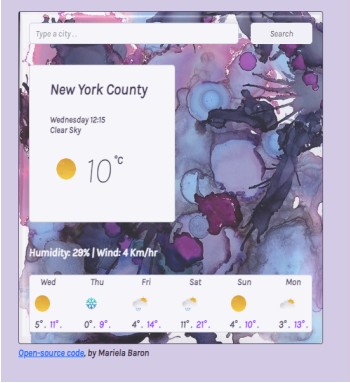 Type a city..
Search
New York County
Wednesday 12:15
Clear Sky
10°C
Humidity: 29% | Wind: 4 Km/hr
Wed Thu Fri Sat Sun Mon
5°. 11°. 0°. 9°. 4°. 14°. 11°. 21°. 4°. 10°. 3°. 13°.
Open-source code, by Mariela Baron